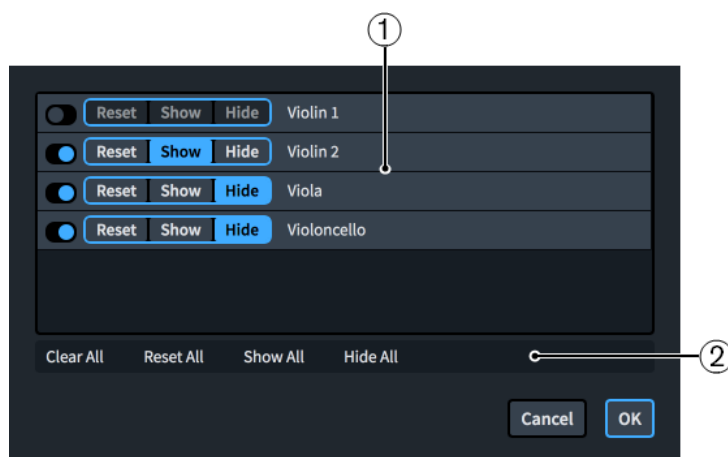 1
Reset Show Hide Violin 1
Reset Show Hide Violin 2
Reset Show Hide Viola
Reset Show Hide Violoncello
Clear All Reset All Show All Hide All
2
Cancel OK